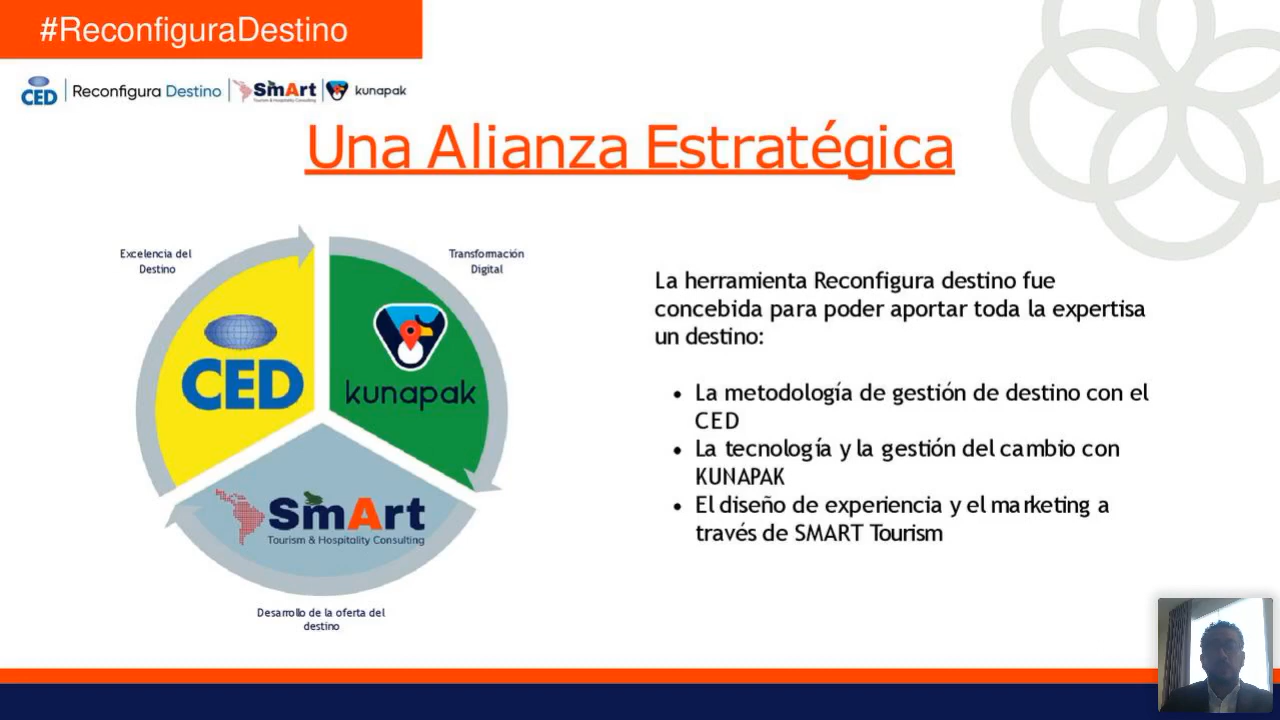 #ReconfiguraDestino
CED Reconfigura Destino SmArt Tourism & Hospitality Consulting kunapak
Una Alianza Estratégica
Excelencia del
Destino
Transformación
Digital
CED
kunapak
SmArt
Tourism & Hospitality Consulting
Desarrollo de la oferta del
destino
La herramienta Reconfigura destino fue
concebida para poder aportar toda la expertisa
un destino:
• La metodología de gestión de destino con el
CED
• La tecnología y la gestión del cambio con
KUNAPAK
• El diseño de experiencia y el marketing a
través de SMART Tourism